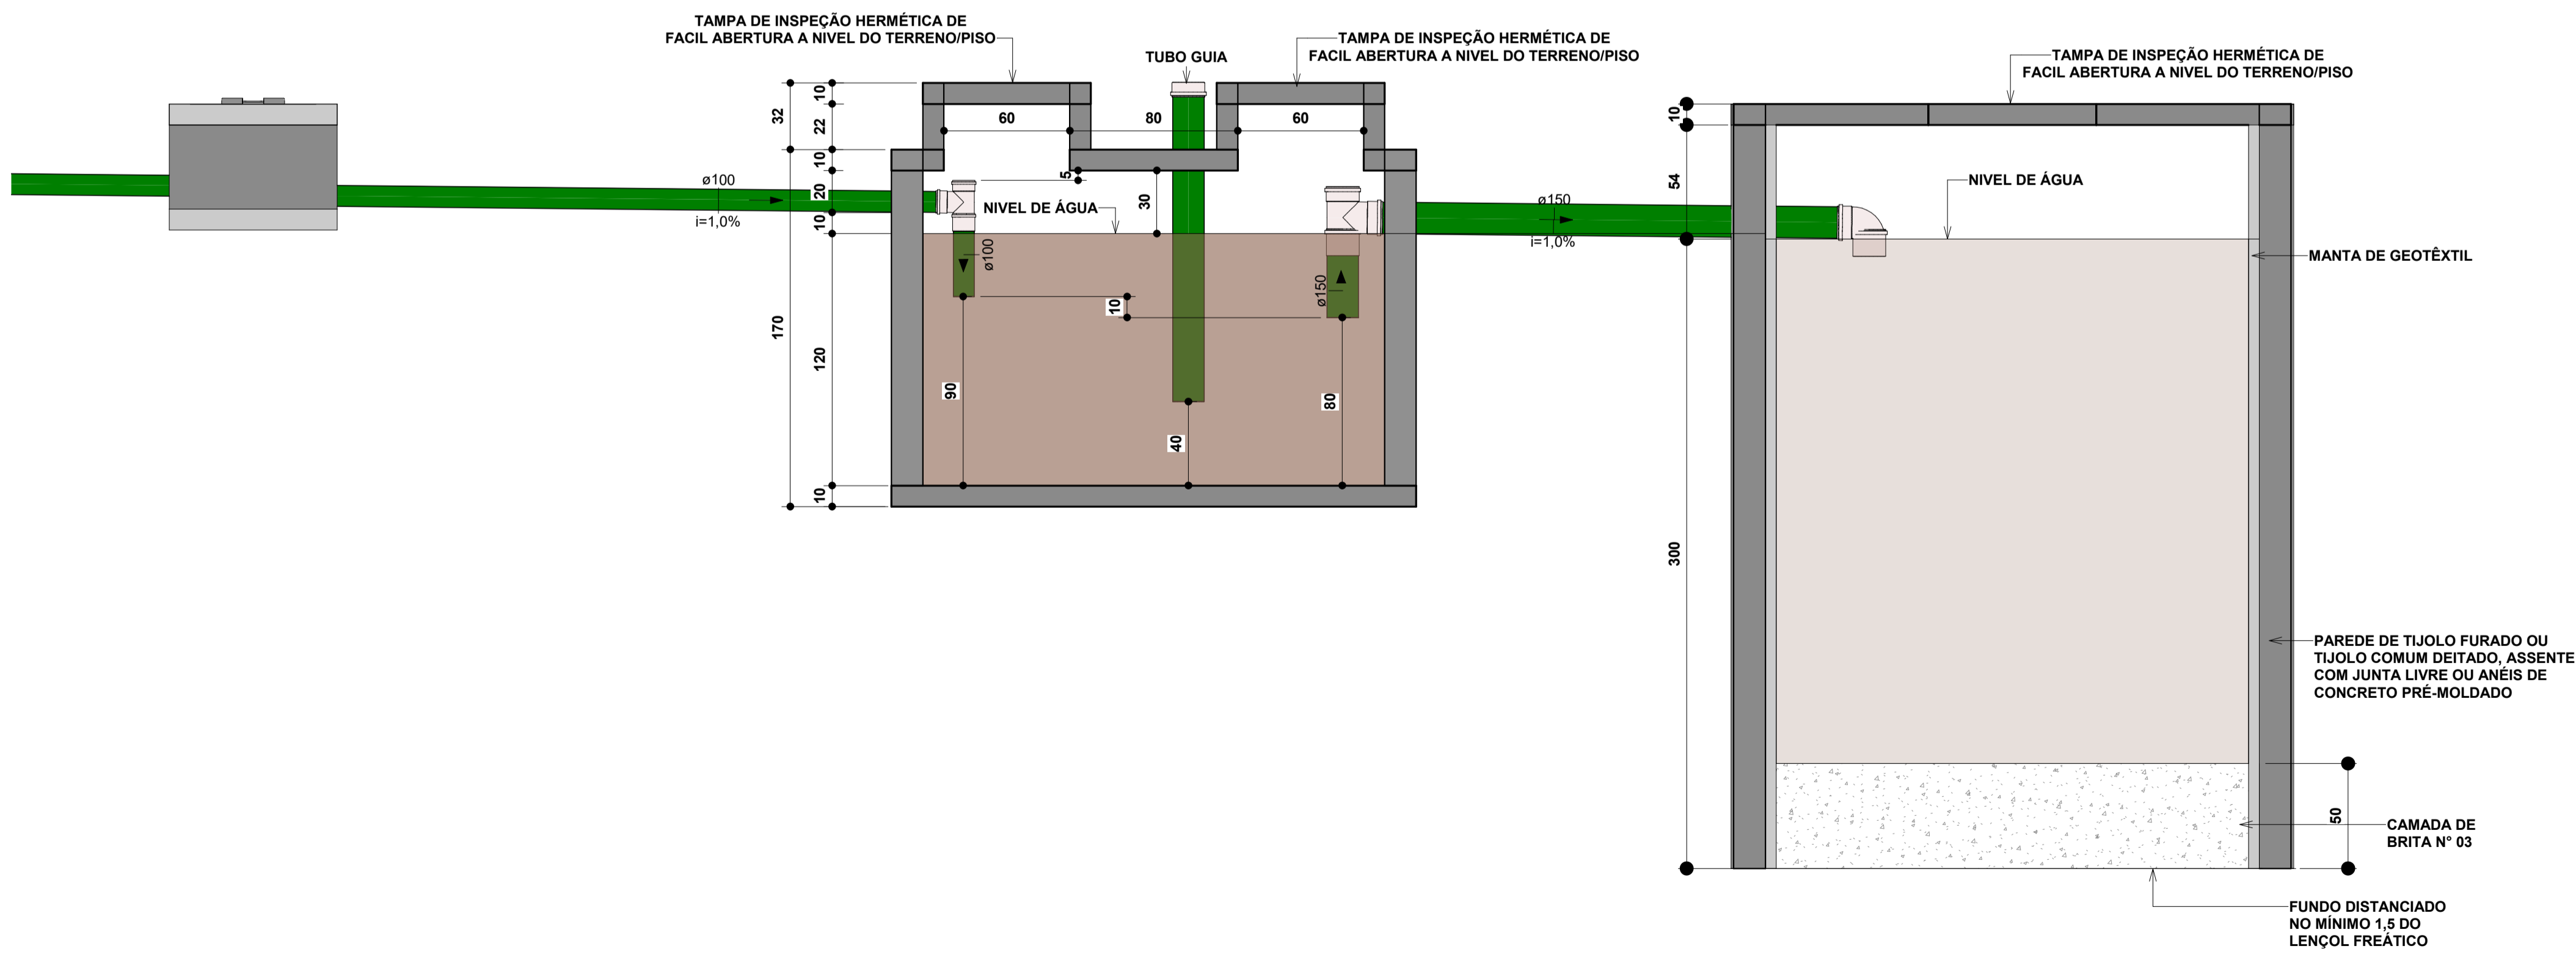 TAMPA DE INSPEÇÃO HERMÉTICA DE
FACIL ABERTURA A NIVEL DO TERRENO/PISO
TUBO GUIA
TAMPA DE INSPEÇÃO HERMÉTICA DE
FACIL ABERTURA A NIVEL DO TERRENO/PISO
TAMPA DE INSPEÇÃO HERMÉTICA DE
FACIL ABERTURA A NIVEL DO TERRENO/PISO
32
10
22
10
20
10
170
120
10
60
80
60
5
30
ø100
i=1,0%
NIVEL DE ÁGUA
ø100
10
ø150
90
40
80
ø150
i=1,0%
10
54
300
NIVEL DE ÁGUA
MANTA DE GEOTÊXTIL
PAREDE DE TIJOLO FURADO OU
TIJOLO COMUM DEITADO, ASSENTE
COM JUNTA LIVRE OU ANÉIS DE
CONCRETO PRÉ-MOLDADO
50
CAMADA DE
BRITA N° 03
FUNDO DISTANCIADO
NO MÍNIMO 1,5 DO
LENÇOL FREÁTICO